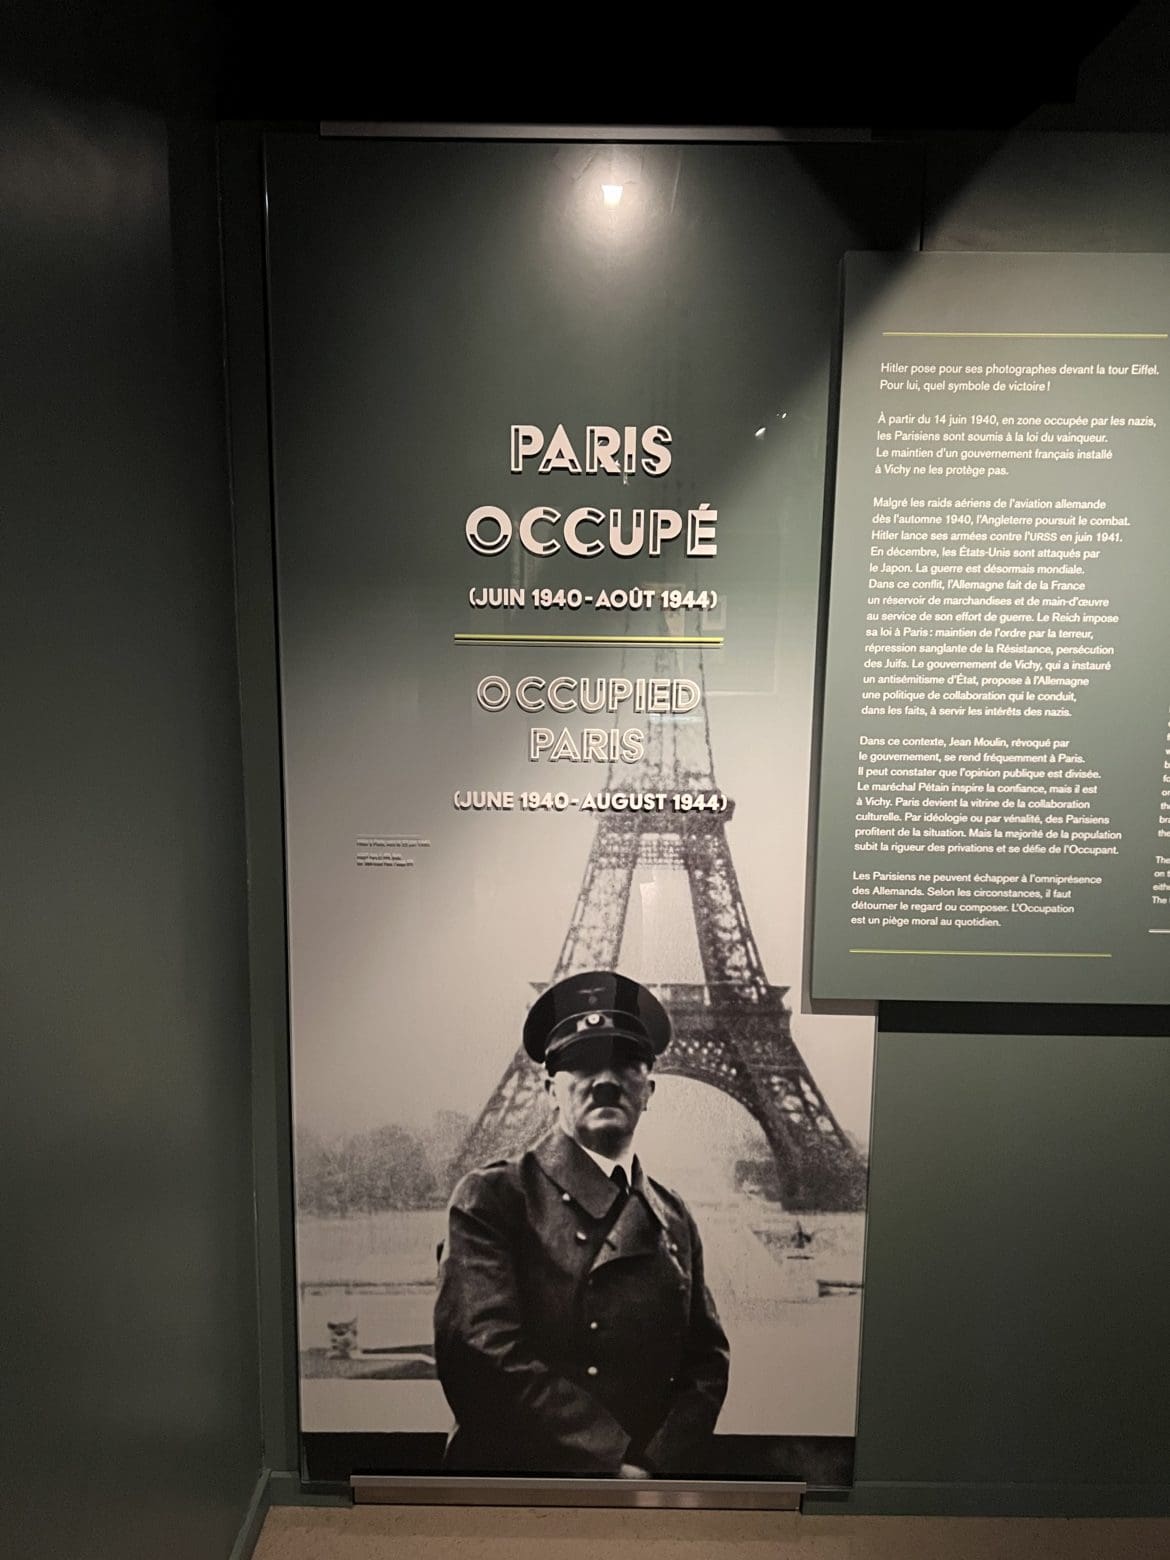 PARIS
OCCUPÉ
(JUIN 1940-AOÛT 1944)
OCCUPIED
PARIS
(JUNE 1940-AUGUST 1944)
Hitler pose pour ses photographes devant la tour Eiffel.
Pour lui, quel symbole de victoire !
À partir du 14 juin 1940, en zone occupée par les nazis,
les Parisiens sont soumis à la loi du vainqueur.
Le maintien d'un gouvernement français installé
à Vichy ne les protège pas.
Malgré les raids aériens de l'aviation allemande
dès l'automne 1940, l'Angleterre poursuit le combat.
Hitler lance ses armées contre l'URSS en juin 1941.
En décembre, les États-Unis sont attaqués par
le Japon. La guerre est désormais mondiale.
Dans ce conflit, l'Allemagne fait de la France
un réservoir de marchandises et de main-d'œuvre
au service de son effort de guerre. Le Reich impose
sa loi à Paris : maintien de l'ordre par la terreur,
répression sanglante de la Résistance, persécution
des Juifs. Le gouvernement de Vichy, qui a instauré
un antisémitisme d'État, propose à l'Allemagne
une politique de collaboration qui le conduit,
dans les faits, à servir les intérêts des nazis.
Dans ce contexte, Jean Moulin, révoqué par
le gouvernement, se rend fréquemment à Paris.
Il peut constater que l'opinion publique est divisée.
Le maréchal Pétain inspire la confiance, mais il est
à Vichy. Paris devient la vitrine de la collaboration
culturelle. Par idéologie ou par vénalité, des Parisiens
profitent de la situation. Mais la majorité de la population
subit la rigueur des privations et se défie de l'Occupant.
Les Parisiens ne peuvent échapper à l'omniprésence
des Allemands. Selon les circonstances, il faut
détourner le regard ou composer. L'Occupation
est un piège moral au quotidien.